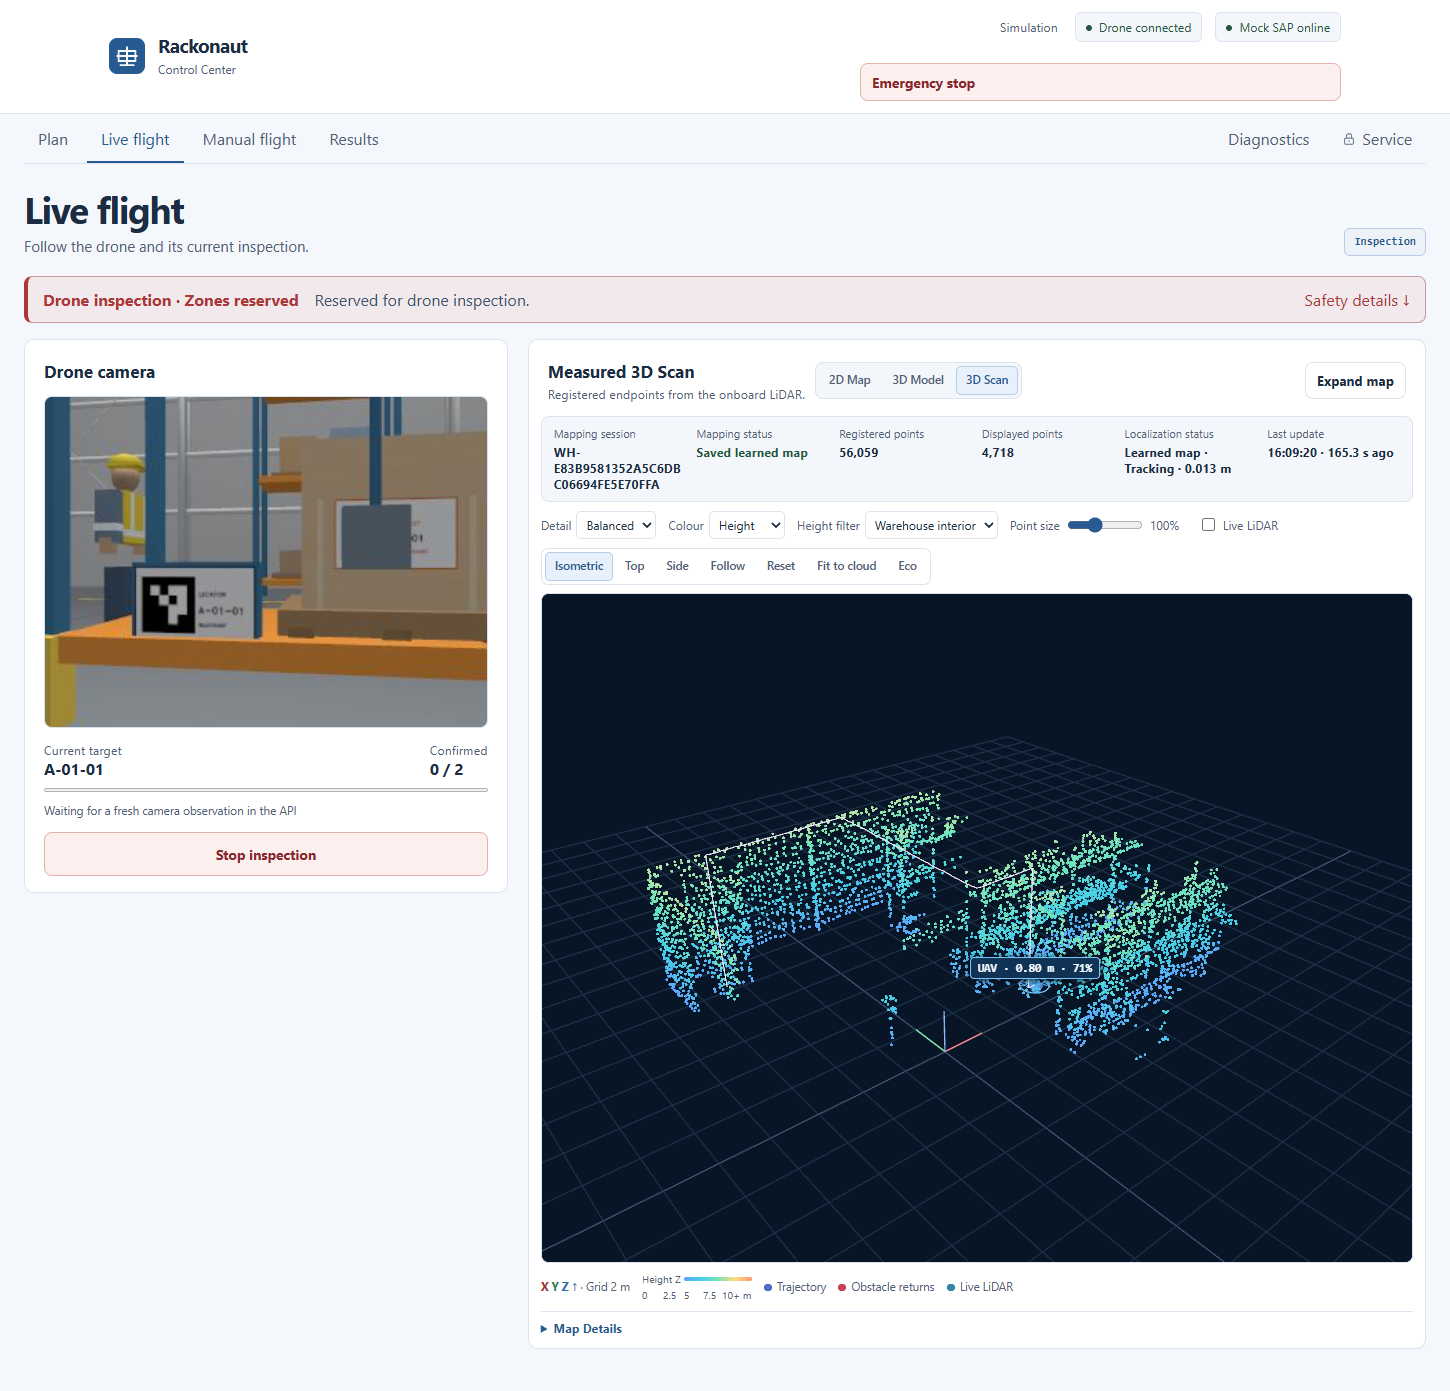 Rackonaut
Control Center
Simulation
Drone connected
Mock SAP online
Emergency stop
Plan
Live flight
Manual flight
Results
Diagnostics
Service
Live flight
Follow the drone and its current inspection.
Inspection
Drone inspection · Zones reserved
Reserved for drone inspection.
Safety details ↓
Drone camera
LOCATION
A-01-01
01
Current target
A-01-01
Confirmed
0 / 2
Waiting for a fresh camera observation in the API
Stop inspection
Measured 3D Scan
Registered endpoints from the onboard LiDAR.
2D Map
3D Model
3D Scan
Expand map
Mapping session
WH-
E83B9581352A5C6DB
C06694FE5E70FFA
Mapping status
Saved learned map
Registered points
56,059
Displayed points
4,718
Localization status
Learned map ·
Tracking · 0.013 m
Last update
16:09:20 · 165.3 s ago
Detail
Balanced
Colour
Height
Height filter
Warehouse interior
Point size
100%
Live LiDAR
Isometric
Top
Side
Follow
Reset
Fit to cloud
Eco
UAV · 0.80 m · 71%
X Y Z ↑ · Grid 2 m
Height Z
0 2.5 5 7.5 10+ m
Trajectory
Obstacle returns
Live LiDAR
Map Details